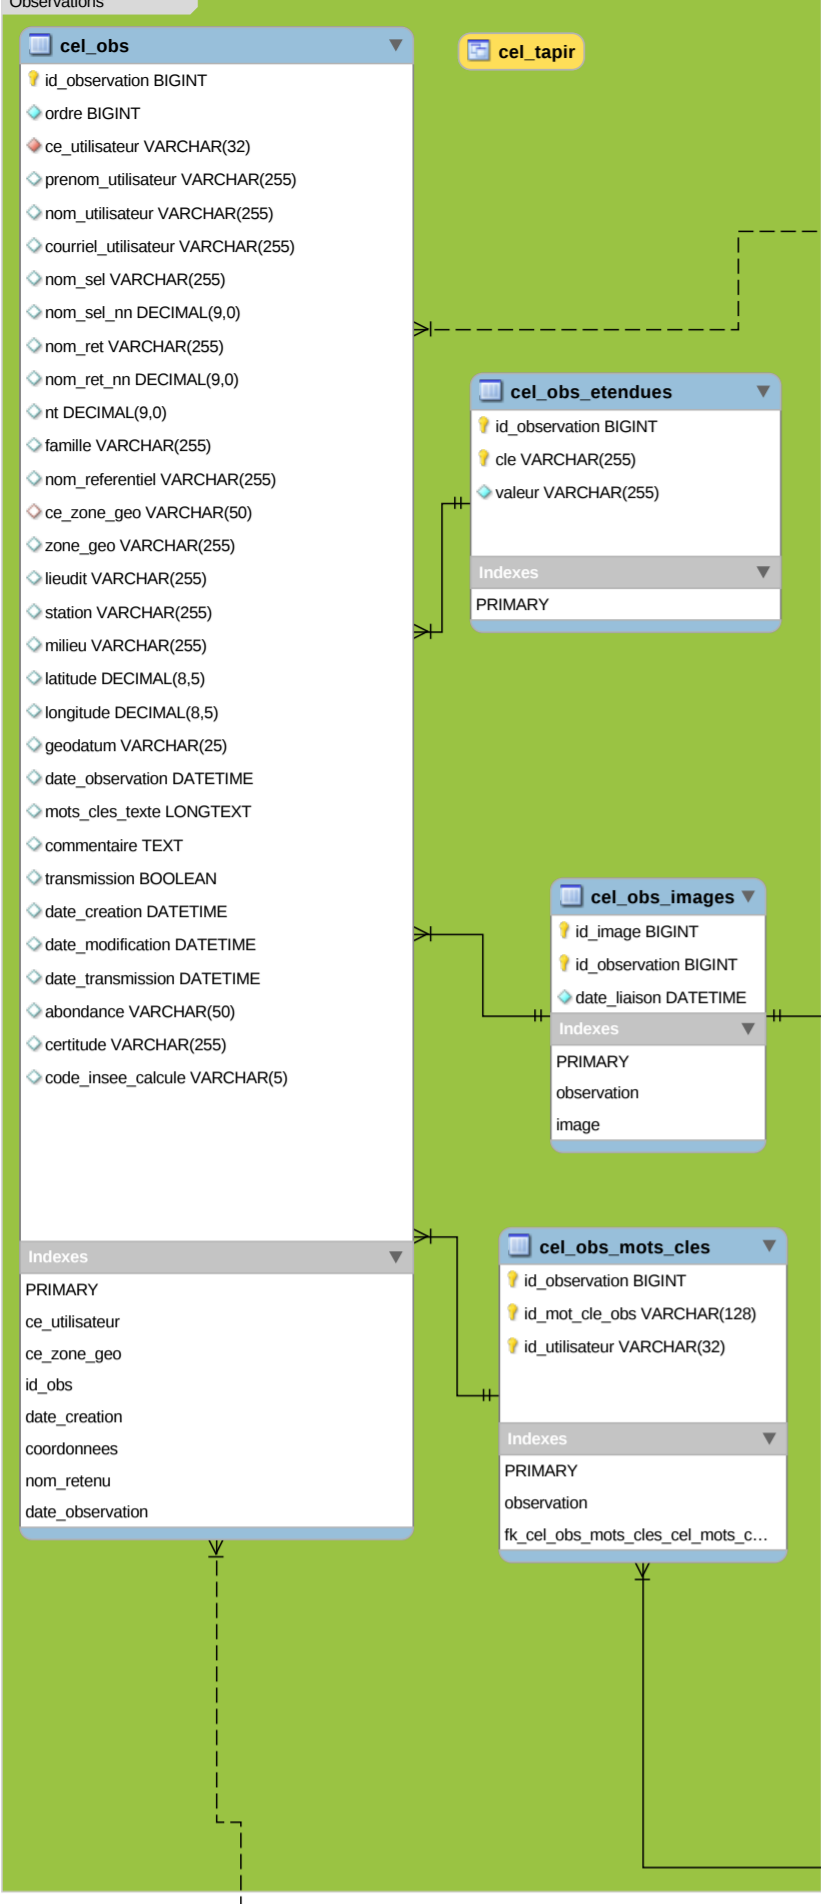 Observations
cel_obs
id_observation BIGINT
ordre BIGINT
ce_utilisateur VARCHAR(32)
prenom_utilisateur VARCHAR(255)
nom_utilisateur VARCHAR(255)
courriel_utilisateur VARCHAR(255)
nom_sel VARCHAR(255)
nom_sel_nn DECIMAL(9,0)
nom_ret VARCHAR(255)
nom_ret_nn DECIMAL(9,0)
nt DECIMAL(9,0)
famille VARCHAR(255)
nom_referentiel VARCHAR(255)
ce_zone_geo VARCHAR(50)
zone_geo VARCHAR(255)
lieudit VARCHAR(255)
station VARCHAR(255)
milieu VARCHAR(255)
latitude DECIMAL(8,5)
longitude DECIMAL(8,5)
geodatum VARCHAR(25)
date_observation DATETIME
mots_cles_texte LONGTEXT
commentaire TEXT
transmission BOOLEAN
date_creation DATETIME
date_modification DATETIME
date_transmission DATETIME
abondance VARCHAR(50)
certitude VARCHAR(255)
code_insee_calcule VARCHAR(5)
Indexes
PRIMARY
ce_utilisateur
ce_zone_geo
id_obs
date_creation
coordonnees
nom_retenu
date_observation
cel_tapir
cel_obs_etendues
id_observation BIGINT
cle VARCHAR(255)
valeur VARCHAR(255)
Indexes
PRIMARY
cel_obs_images
id_image BIGINT
id_observation BIGINT
date_liaison DATETIME
Indexes
PRIMARY
observation
image
cel_obs_mots_cles
id_observation BIGINT
id_mot_cle_obs VARCHAR(128)
id_utilisateur VARCHAR(32)
Indexes
PRIMARY
observation
fk_cel_obs_mots_cles_cel_mots_c...